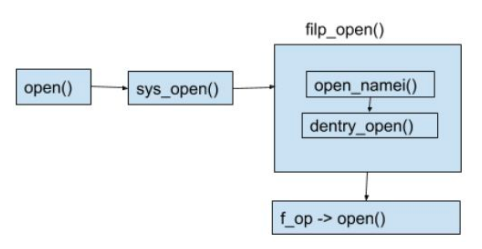 filp_open()
open()
sys_open()
open_namei()
dentry_open()
f_op -> open()